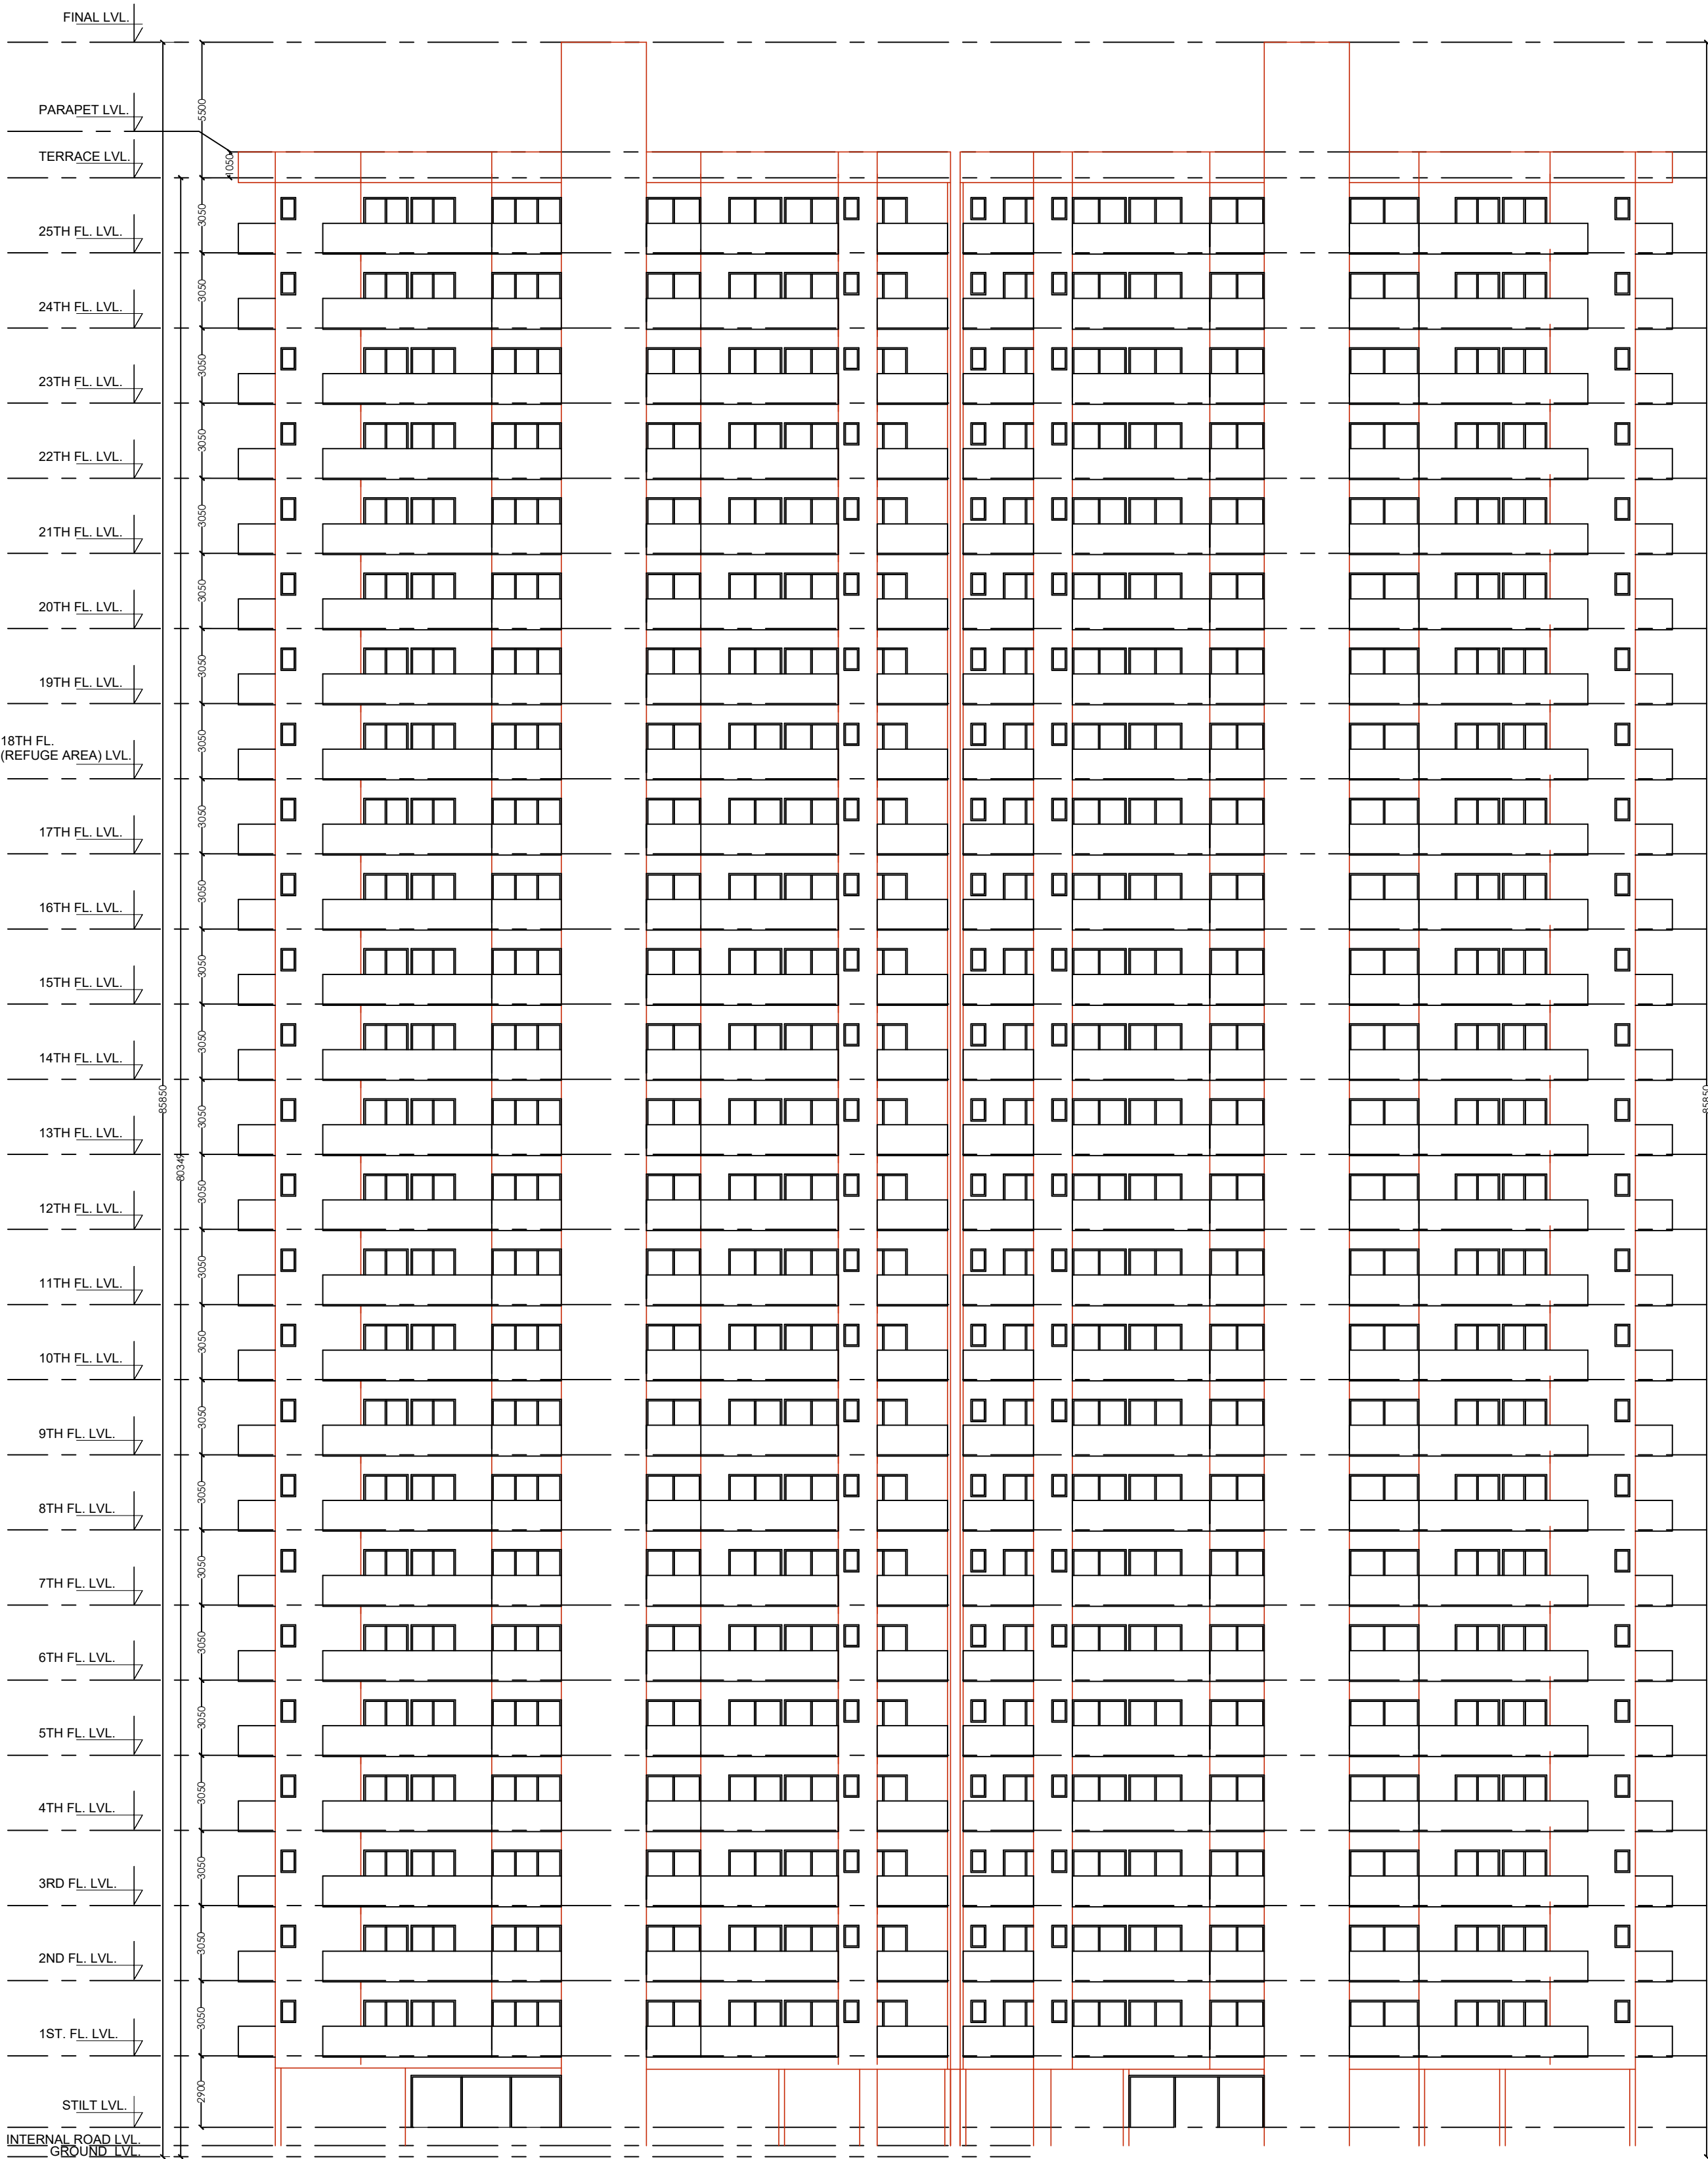 FINAL LVL.
5500
PARAPET LVL.
TERRACE LVL.
1050
3050
25TH FL. LVL.
3050
24TH FL. LVL.
3050
23TH FL. LVL.
3050
22TH FL. LVL.
3050
21TH FL. LVL.
3050
20TH FL. LVL.
3050
19TH FL. LVL.
3050
18TH FL.
(REFUGE AREA) LVL.
3050
17TH FL. LVL.
3050
16TH FL. LVL.
3050
15TH FL. LVL.
3050
14TH FL. LVL.
85850
85850
3050
13TH FL. LVL.
80349
3050
12TH FL. LVL.
3050
11TH FL. LVL.
3050
10TH FL. LVL.
3050
9TH FL. LVL.
3050
8TH FL. LVL.
3050
7TH FL. LVL.
3050
6TH FL. LVL.
3050
5TH FL. LVL.
3050
4TH FL. LVL.
3050
3RD FL. LVL.
3050
2ND FL. LVL.
3050
1ST. FL. LVL.
2900
STILT LVL.
INTERNAL ROAD LVL.
GROUND LVL.